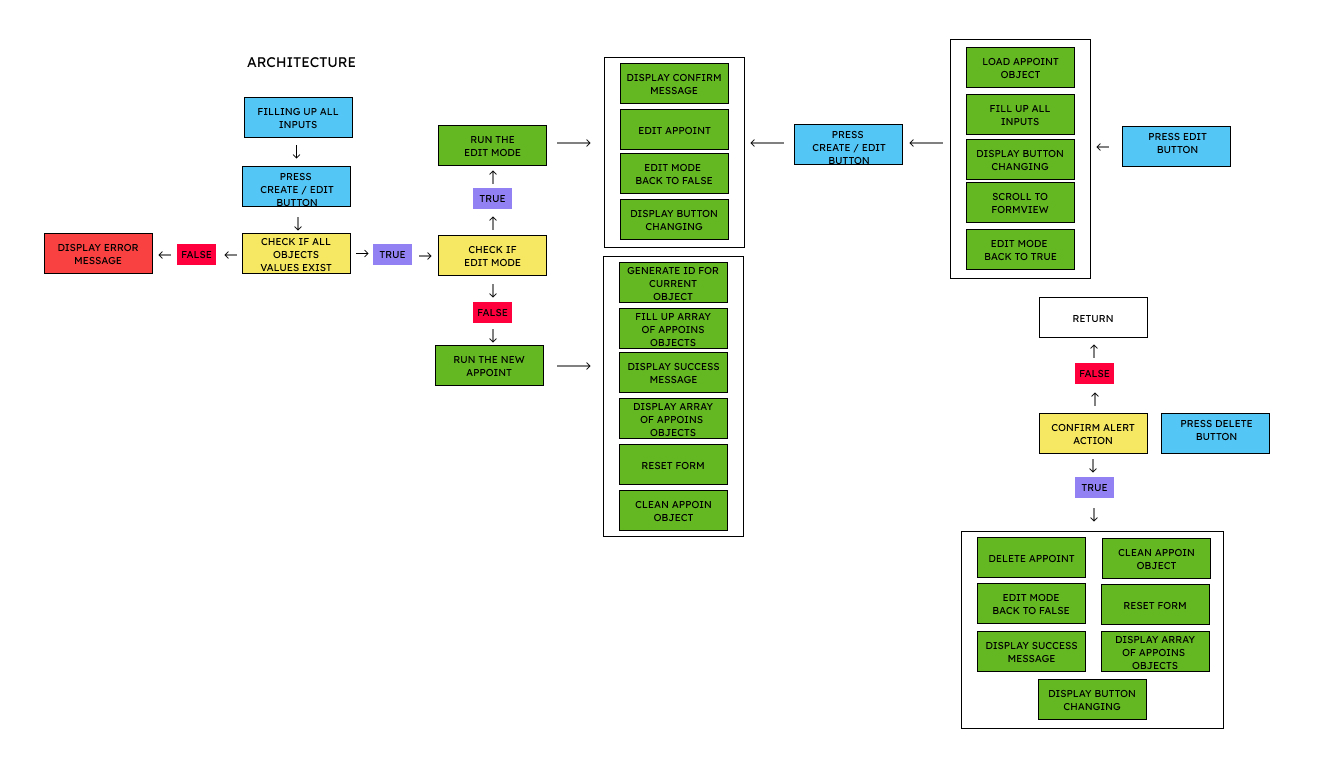 ARCHITECTURE
FILLING UP ALL
INPUTS
PRESS
CREATE / EDIT
BUTTON
CHECK IF ALL
OBJECTS
VALUES EXIST
FALSE
DISPLAY ERROR
MESSAGE
TRUE
CHECK IF
EDIT MODE
TRUE
RUN THE
EDIT MODE
FALSE
RUN THE NEW
APPOINT
DISPLAY CONFIRM
MESSAGE
EDIT APPOINT
EDIT MODE
BACK TO FALSE
DISPLAY BUTTON
CHANGING
GENERATE ID FOR
CURRENT
OBJECT
FILL UP ARRAY
OF APPOINS
OBJECTS
DISPLAY SUCCESS
MESSAGE
DISPLAY ARRAY
OF APPOINS
OBJECTS
RESET FORM
CLEAN APPOIN
OBJECT
PRESS
CREATE / EDIT
BUTTON
LOAD APPOINT
OBJECT
FILL UP ALL
INPUTS
DISPLAY BUTTON
CHANGING
SCROLL TO
FORMVIEW
EDIT MODE
BACK TO TRUE
PRESS EDIT
BUTTON
RETURN
FALSE
CONFIRM ALERT
ACTION
PRESS DELETE
BUTTON
TRUE
DELETE APPOINT
CLEAN APPOIN
OBJECT
EDIT MODE
BACK TO FALSE
RESET FORM
DISPLAY SUCCESS
MESSAGE
DISPLAY ARRAY
OF APPOINS
OBJECTS
DISPLAY BUTTON
CHANGING